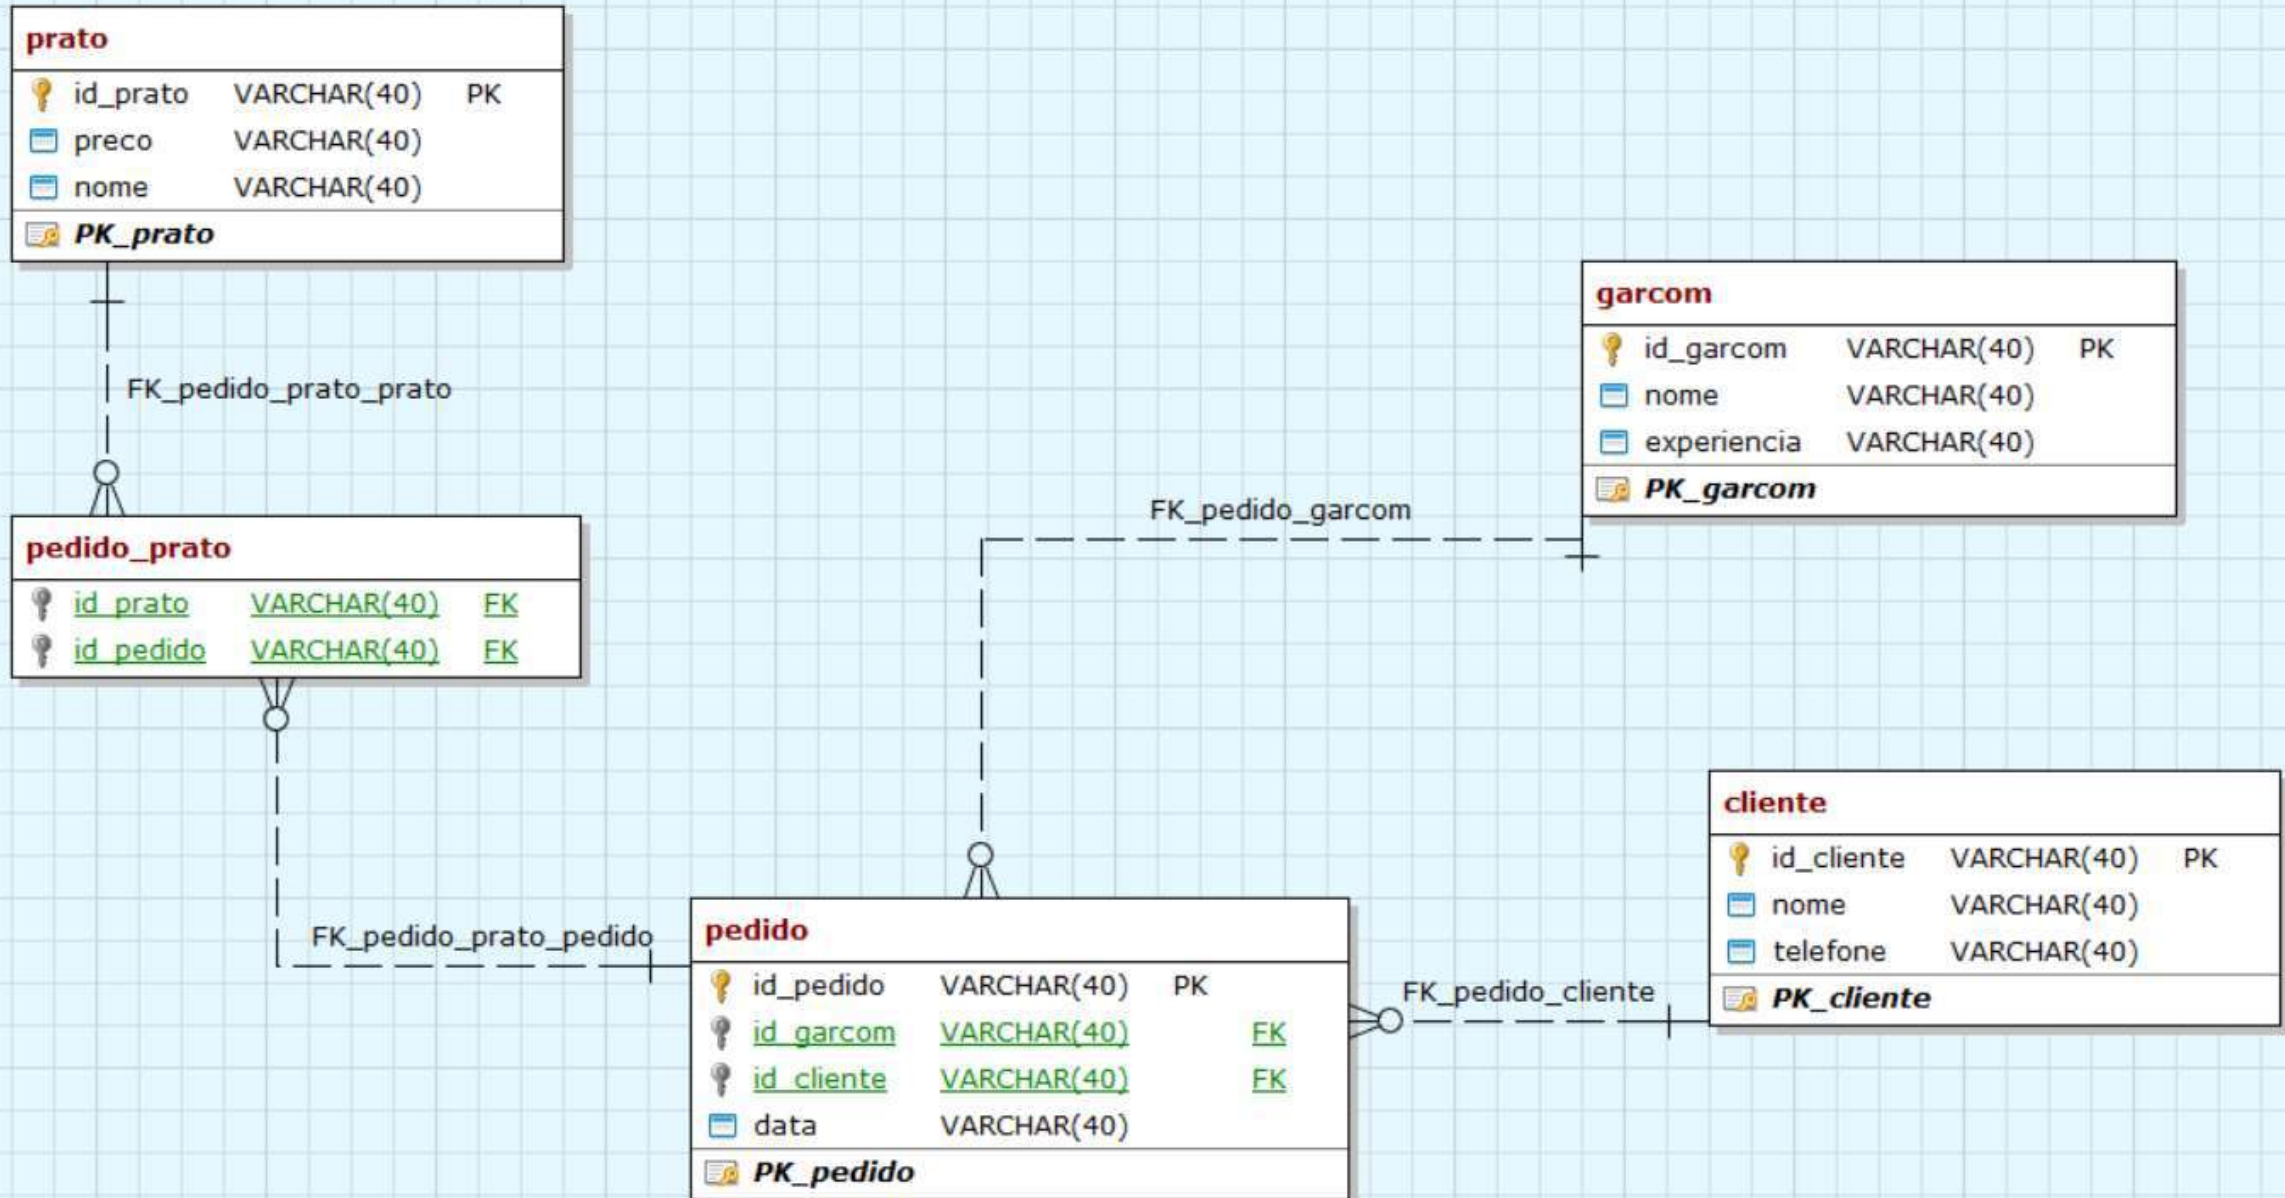 prato
id_prato VARCHAR(40) PK
preco VARCHAR(40)
nome VARCHAR(40)
PK_prato
FK_pedido_prato_prato
garcom
id_garcom VARCHAR(40) PK
nome VARCHAR(40)
experiencia VARCHAR(40)
PK_garcom
FK_pedido_garcom
pedido_prato
id_prato VARCHAR(40) FK
id_pedido VARCHAR(40) FK
FK_pedido_prato_pedido
cliente
id_cliente VARCHAR(40) PK
nome VARCHAR(40)
telefone VARCHAR(40)
PK_cliente
FK_pedido_cliente
pedido
id_pedido VARCHAR(40) PK
id_garcom VARCHAR(40) FK
id_cliente VARCHAR(40) FK
data VARCHAR(40)
PK_pedido